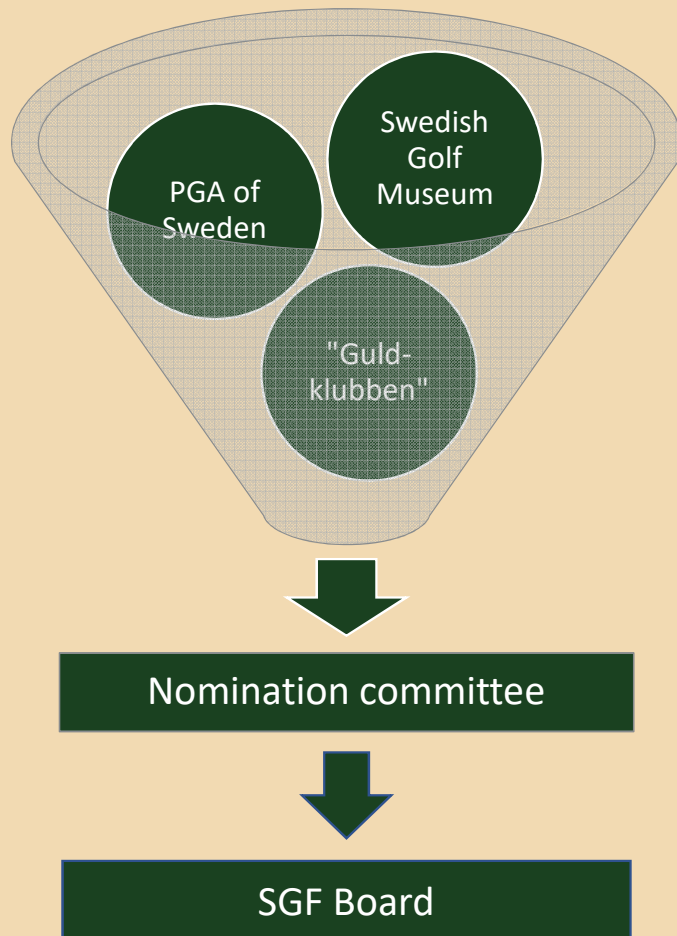 Swedish
Golf
Museum
PGA of
Sweden
"Guld-
klubben"
Nomination committee
SGF Board